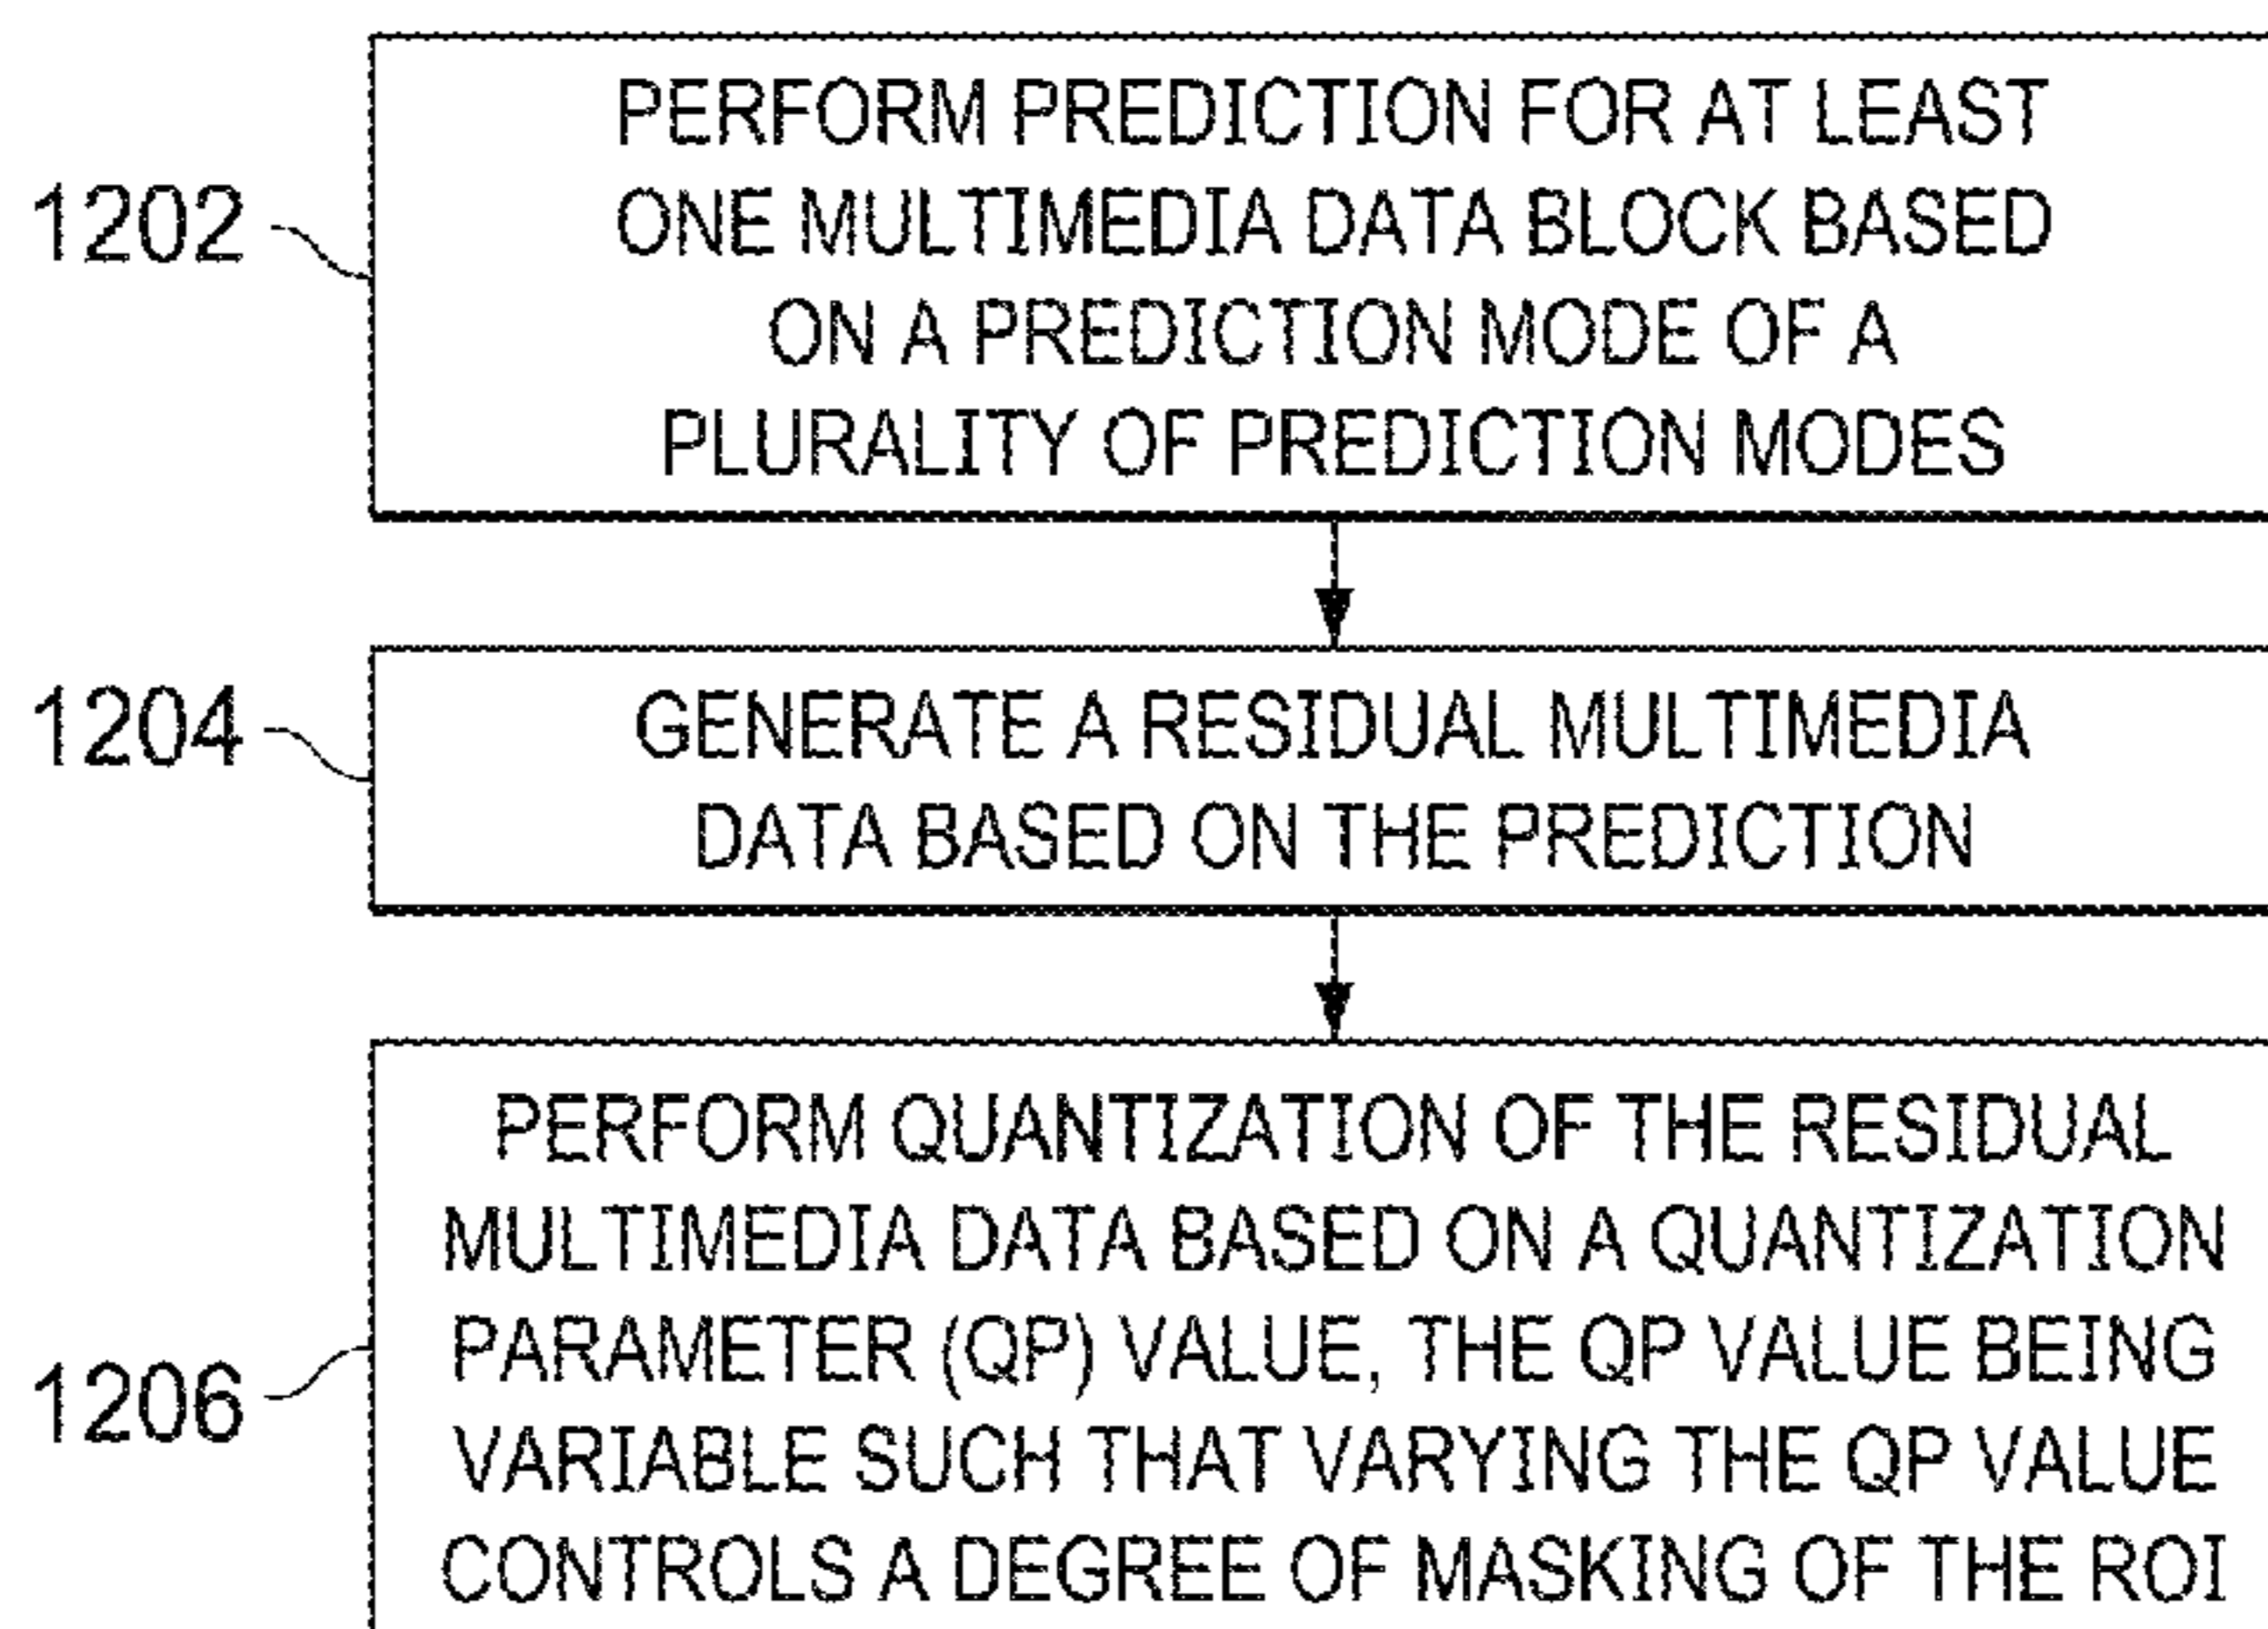 PERFORM PREDICTION FOR AT LEAST
ONE MULTIMEDIA DATA BLOCK BASED
1202
ON A PREDICTION MODE OF A
PLURALITY OF PREDICTION MODES
1204
GENERATE A RESIDUAL MULTIMEDIA
DATA BASED ON THE PREDICTION
PERFORM QUANTIZATION OF THE RESIDUAL
MULTIMEDIA DATA BASED ON A QUANTIZATION
PARAMETER (QP) VALUE, THE QP VALUE BEING
1206
VARIABLE SUCH THAT VARYING THE QP VALUE
CONTROLS A DEGREE OF MASKING OF THE ROI